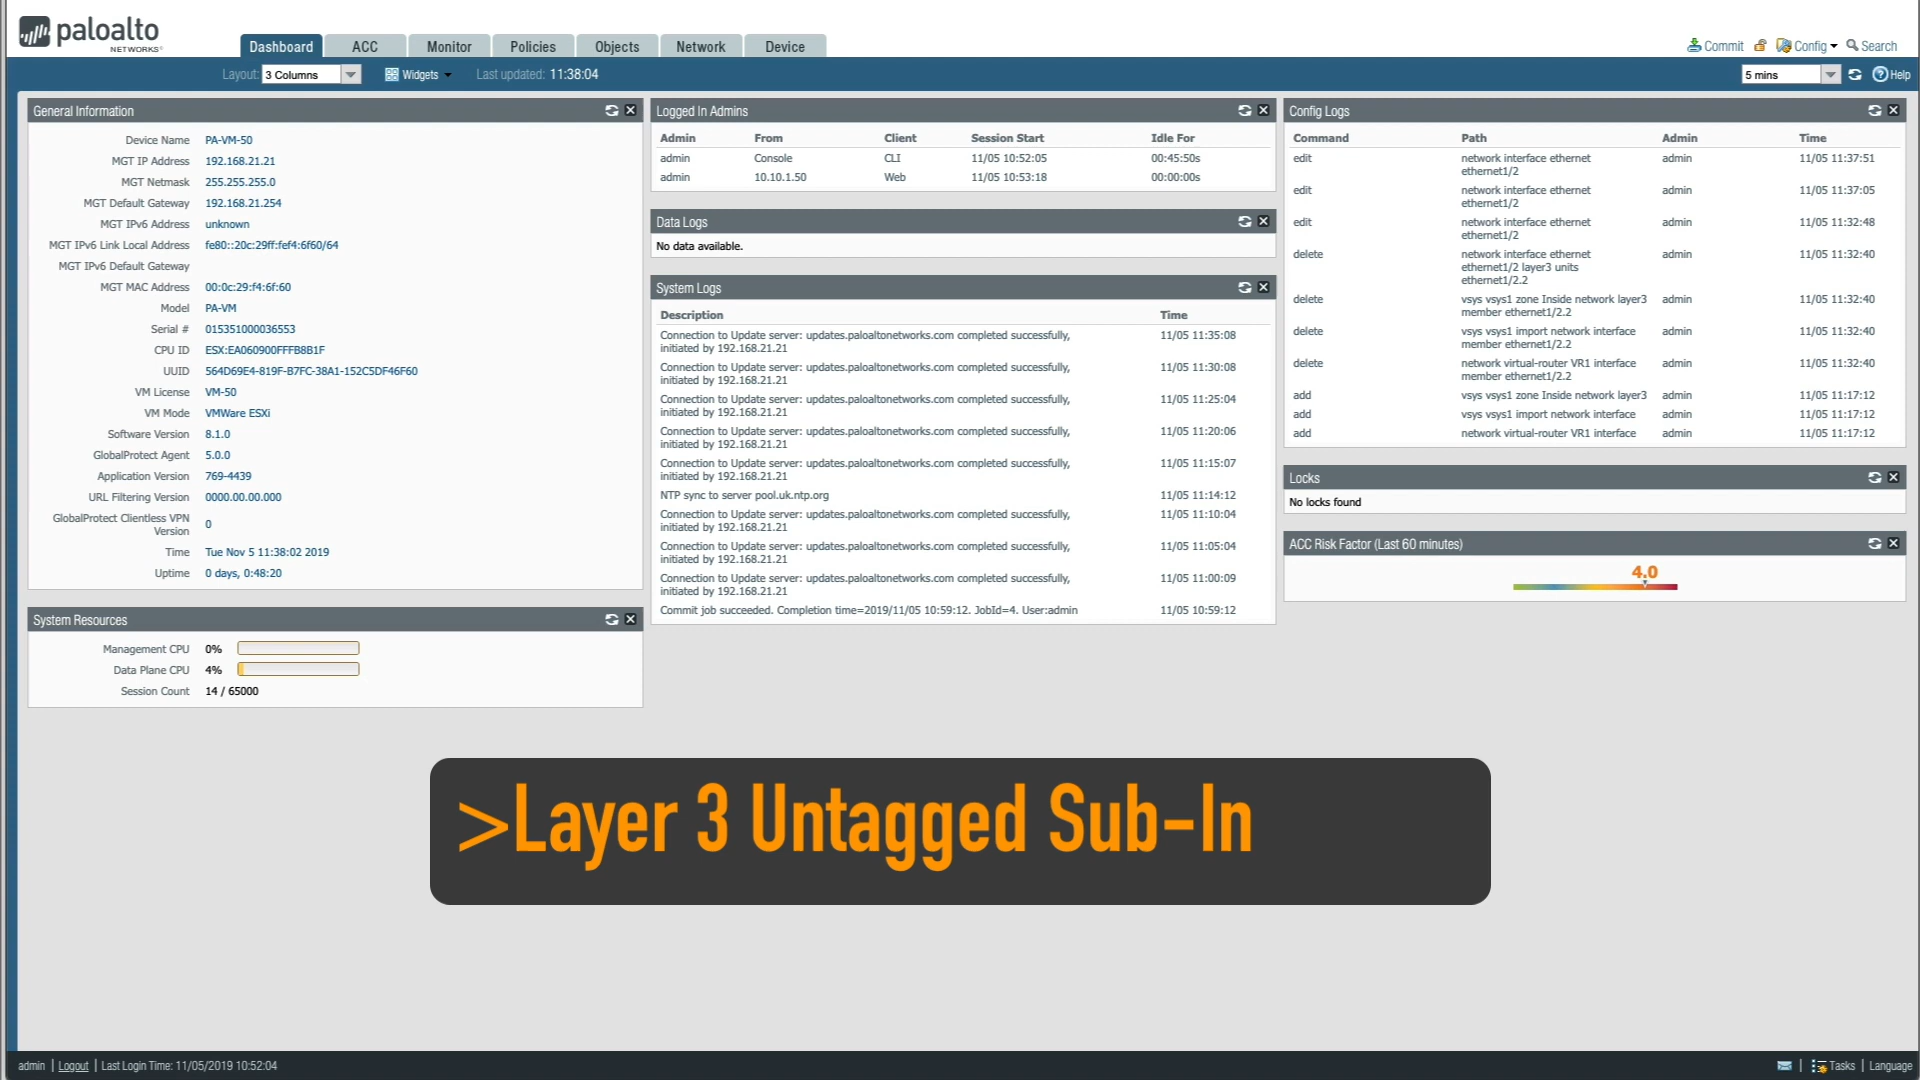 paloalto
NETWORKS®
Dashboard ACC Monitor Policies Objects Network Device
Commit Config Search
Layout: 3 Columns Widgets Last updated: 11:38:04 5 mins Help
General Information
Device Name PA-VM-50
MGT IP Address 192.168.21.21
MGT Netmask 255.255.255.0
MGT Default Gateway 192.168.21.254
MGT IPv6 Address unknown
MGT IPv6 Link Local Address fe80::20c:29ff:fef4:6f60/64
MGT IPv6 Default Gateway
MGT MAC Address 00:0c:29:f4:6f:60
Model PA-VM
Serial # 015351000036553
CPU ID ESX:EA060900FFFB8B1F
UUID 564D69E4-819F-B7FC-38A1-152C5DF46F60
VM License VM-50
VM Mode VMWare ESXi
Software Version 8.1.0
GlobalProtect Agent 5.0.0
Application Version 769-4439
URL Filtering Version 0000.00.00.000
GlobalProtect Clientless VPN
Version 0
Time Tue Nov 5 11:38:02 2019
Uptime 0 days, 0:48:20
System Resources
Management CPU 0%
Data Plane CPU 4%
Session Count 14 / 65000
Logged In Admins
Admin From Client Session Start Idle For
admin Console CLI 11/05 10:52:05 00:45:50s
admin 10.10.1.50 Web 11/05 10:53:18 00:00:00s
Data Logs
No data available.
System Logs
Description Time
Connection to Update server: updates.paloaltonetworks.com completed successfully, 11/05 11:35:08
initiated by 192.168.21.21
Connection to Update server: updates.paloaltonetworks.com completed successfully, 11/05 11:30:08
initiated by 192.168.21.21
Connection to Update server: updates.paloaltonetworks.com completed successfully, 11/05 11:25:04
initiated by 192.168.21.21
Connection to Update server: updates.paloaltonetworks.com completed successfully, 11/05 11:20:06
initiated by 192.168.21.21
Connection to Update server: updates.paloaltonetworks.com completed successfully, 11/05 11:15:07
initiated by 192.168.21.21
NTP sync to server pool.uk.ntp.org 11/05 11:14:12
Connection to Update server: updates.paloaltonetworks.com completed successfully, 11/05 11:10:04
initiated by 192.168.21.21
Connection to Update server: updates.paloaltonetworks.com completed successfully, 11/05 11:05:04
initiated by 192.168.21.21
Connection to Update server: updates.paloaltonetworks.com completed successfully, 11/05 11:00:09
initiated by 192.168.21.21
Commit job succeeded. Completion time=2019/11/05 10:59:12. JobId=4. User:admin 11/05 10:59:12
Config Logs
Command Path Admin Time
edit network interface ethernet admin 11/05 11:37:51
ethernet1/2
edit network interface ethernet admin 11/05 11:37:05
ethernet1/2
edit network interface ethernet admin 11/05 11:32:48
ethernet1/2
delete network interface ethernet admin 11/05 11:32:40
ethernet1/2 layer3 units
ethernet1/2.2
delete vsys vsys1 zone Inside network layer3 admin 11/05 11:32:40
member ethernet1/2.2
delete vsys vsys1 import network interface admin 11/05 11:32:40
member ethernet1/2.2
delete network virtual-router VR1 interface admin 11/05 11:32:40
member ethernet1/2.2
add vsys vsys1 zone Inside network layer3 admin 11/05 11:17:12
add vsys vsys1 import network interface admin 11/05 11:17:12
add network virtual-router VR1 interface admin 11/05 11:17:12
Locks
No locks found
ACC Risk Factor (Last 60 minutes)
4.0
>Layer 3 Untagged Sub-In
admin | Logout | Last Login Time: 11/05/2019 10:52:04 | Tasks | Language